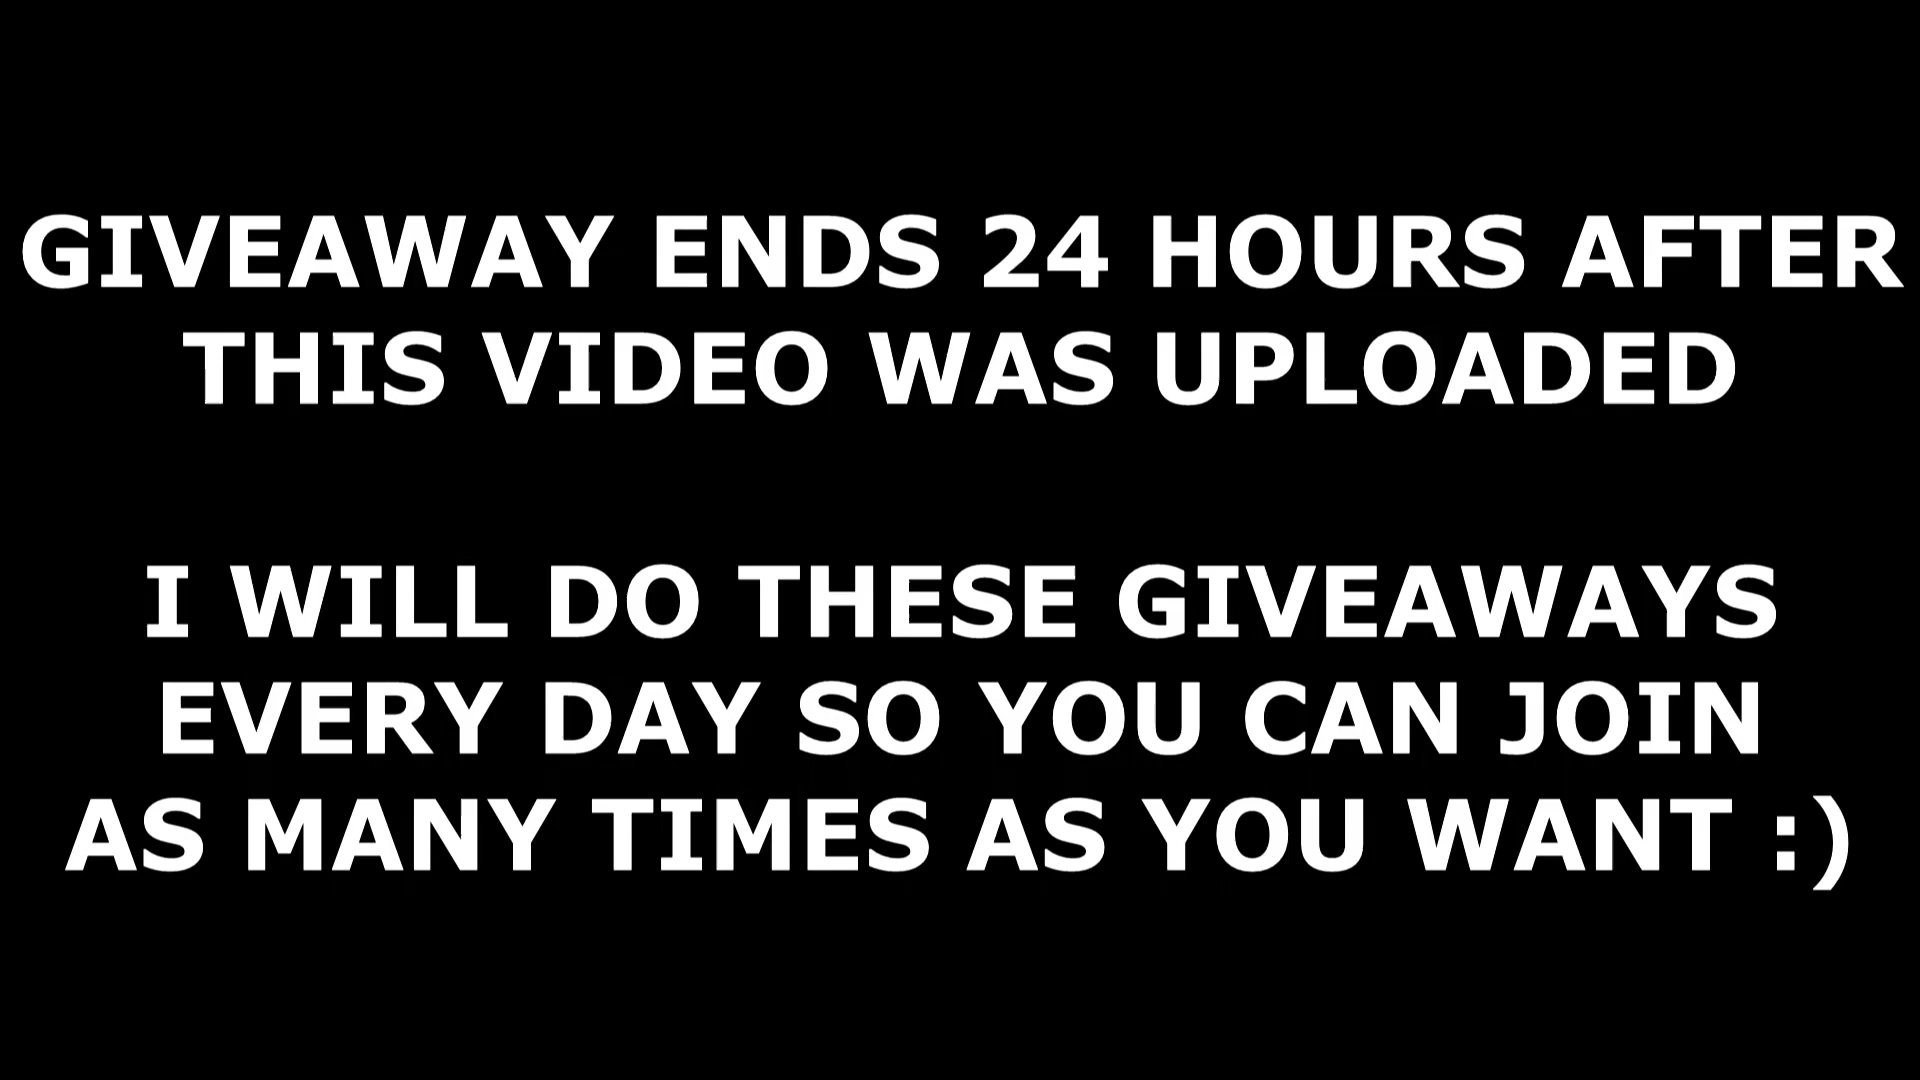 GIVEAWAY ENDS 24 HOURS AFTER
THIS VIDEO WAS UPLOADED
I WILL DO THESE GIVEAWAYS
EVERY DAY SO YOU CAN JOIN
AS MANY TIMES AS YOU WANT :)